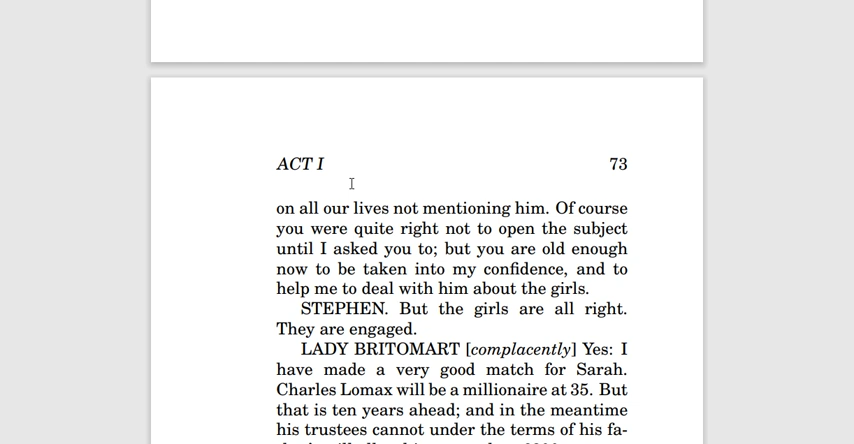 ACT I 73
on all our lives not mentioning him. Of course
you were quite right not to open the subject
until I asked you to; but you are old enough
now to be taken into my confidence, and to
help me to deal with him about the girls.
STEPHEN. But the girls are all right.
They are engaged.
LADY BRITOMART [complacently] Yes: I
have made a very good match for Sarah.
Charles Lomax will be a millionaire at 35. But
that is ten years ahead; and in the meantime
his trustees cannot under the terms of his fa-